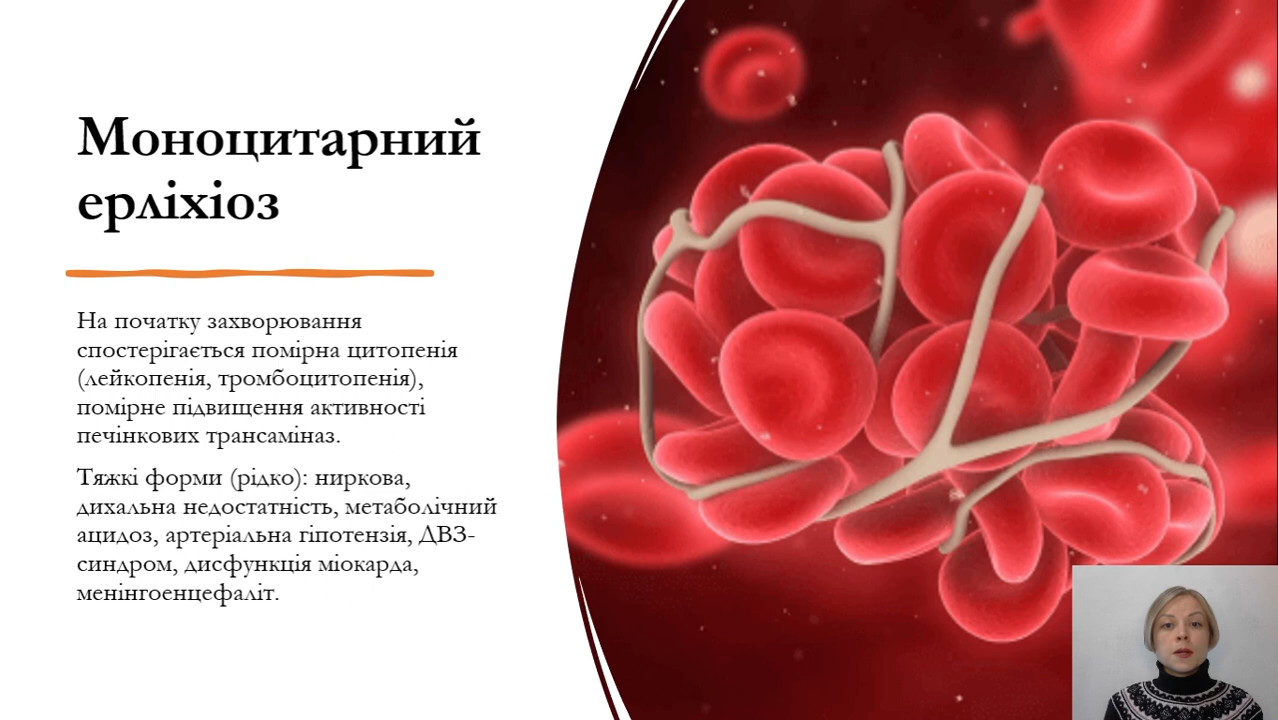 Моноцитарний
ерліхіоз
На початку захворювання
спостерігається помірна цитопенія
(лейкопенія, тромбоцитопенія),
помірне підвищення активності
печінкових трансаміназ.
Тяжкі форми (рідко): ниркова,
дихальна недостатність, метаболічний
ацидоз, артеріальна гіпотензія, ДВЗ-
синдром, дисфункція міокарда,
менінгоенцефаліт.